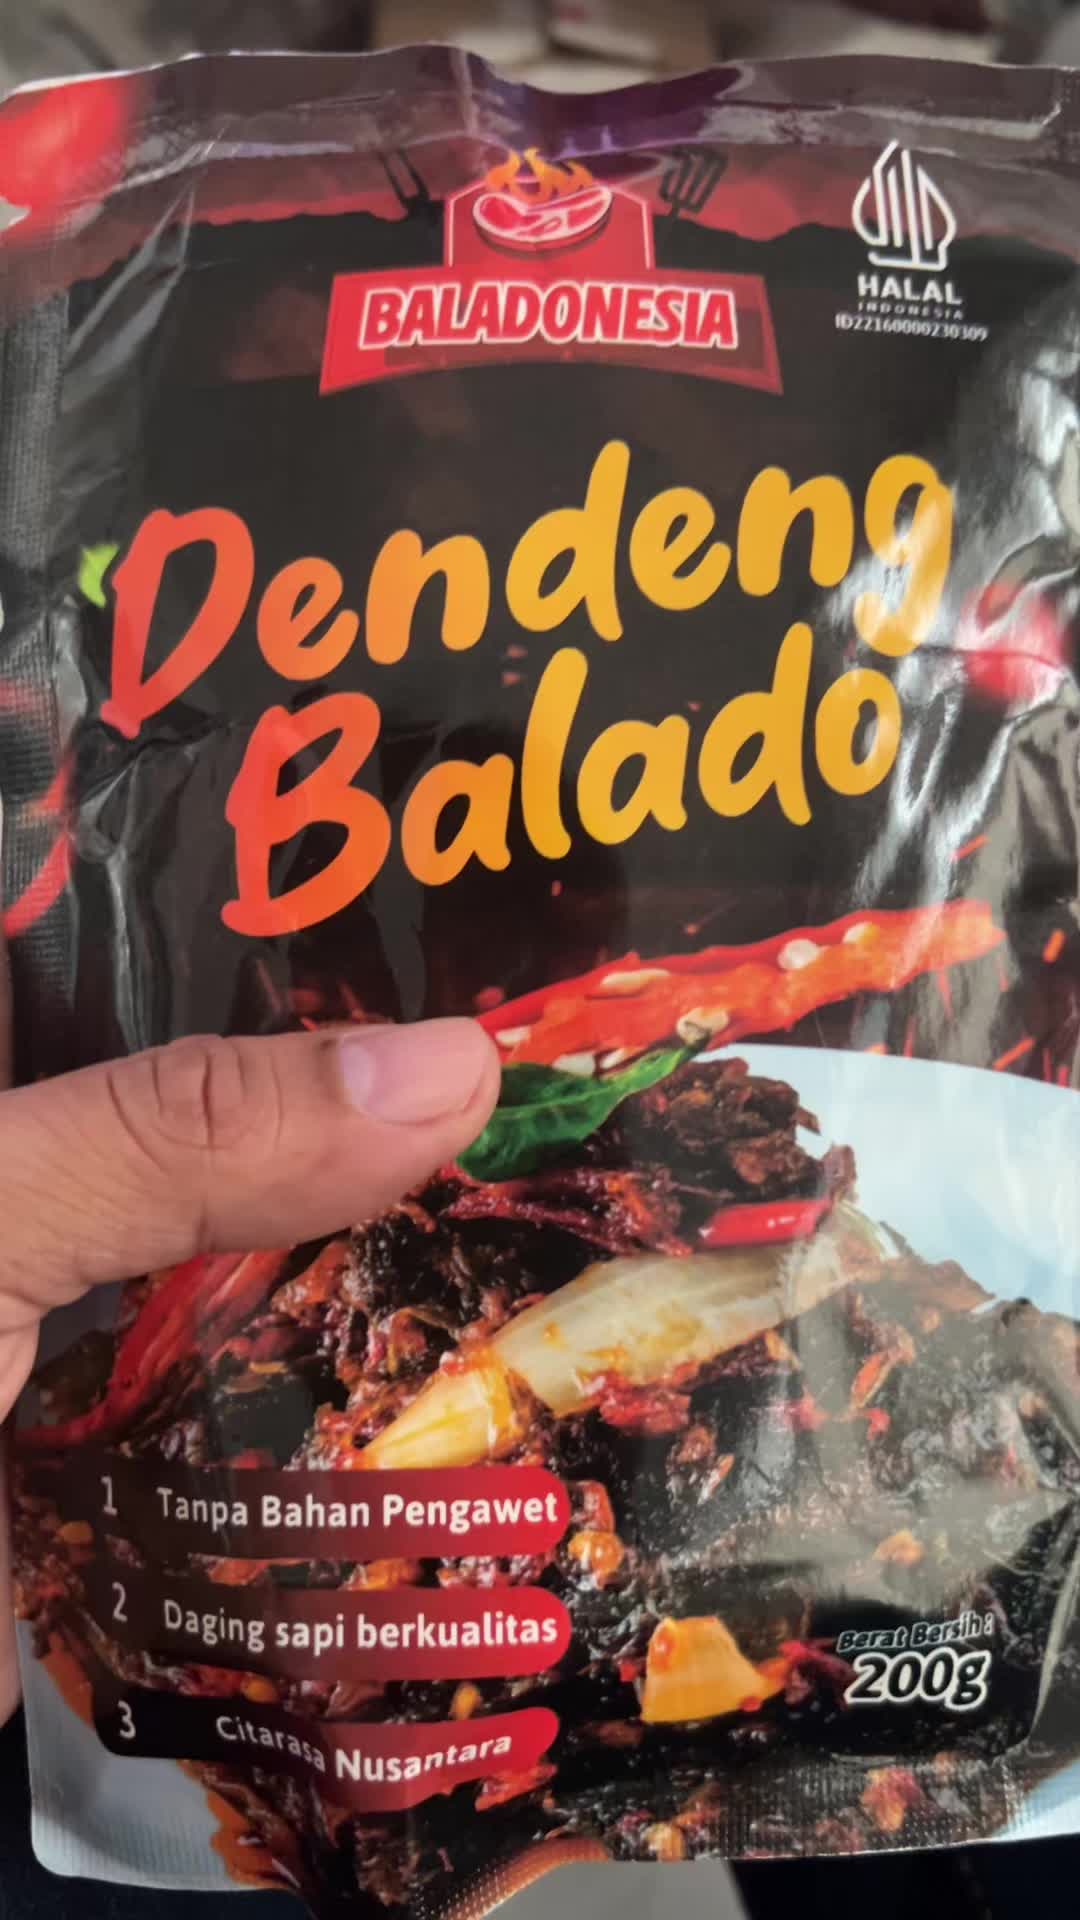 BALADONESIA
HALAL
INDONESIA
ID22160000230309
Dendeng
Balado
1 Tanpa Bahan Pengawet
2 Daging sapi berkualitas
3 Citarasa Nusantara
Berat Bersih :
200g